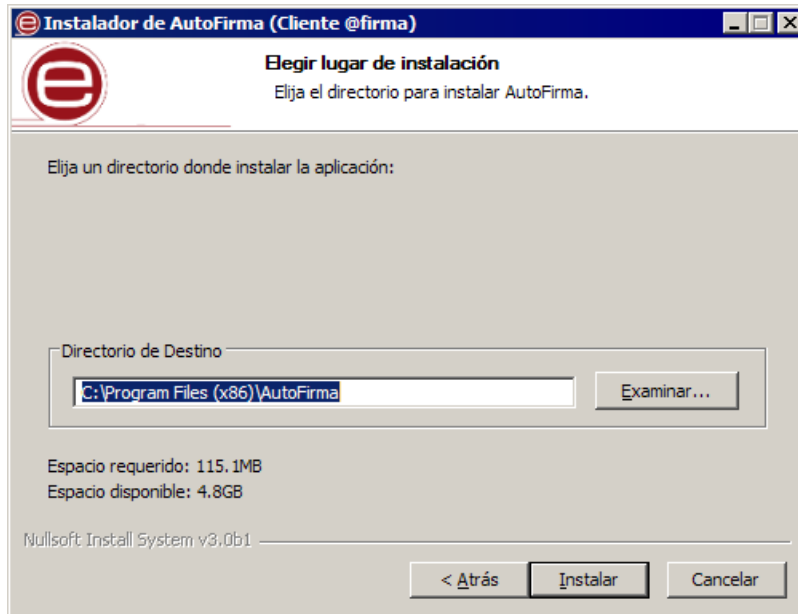 Instalador de AutoFirma (Cliente @firma)
Elegir lugar de instalación
Elija el directorio para instalar AutoFirma.
Elija un directorio donde instalar la aplicación:
Directorio de Destino
C:\Program Files (x86)\AutoFirma
Examinar...
Espacio requerido: 115.1MB
Espacio disponible: 4.8GB
Nullsoft Install System v3.0b1
< Atrás
Instalar
Cancelar